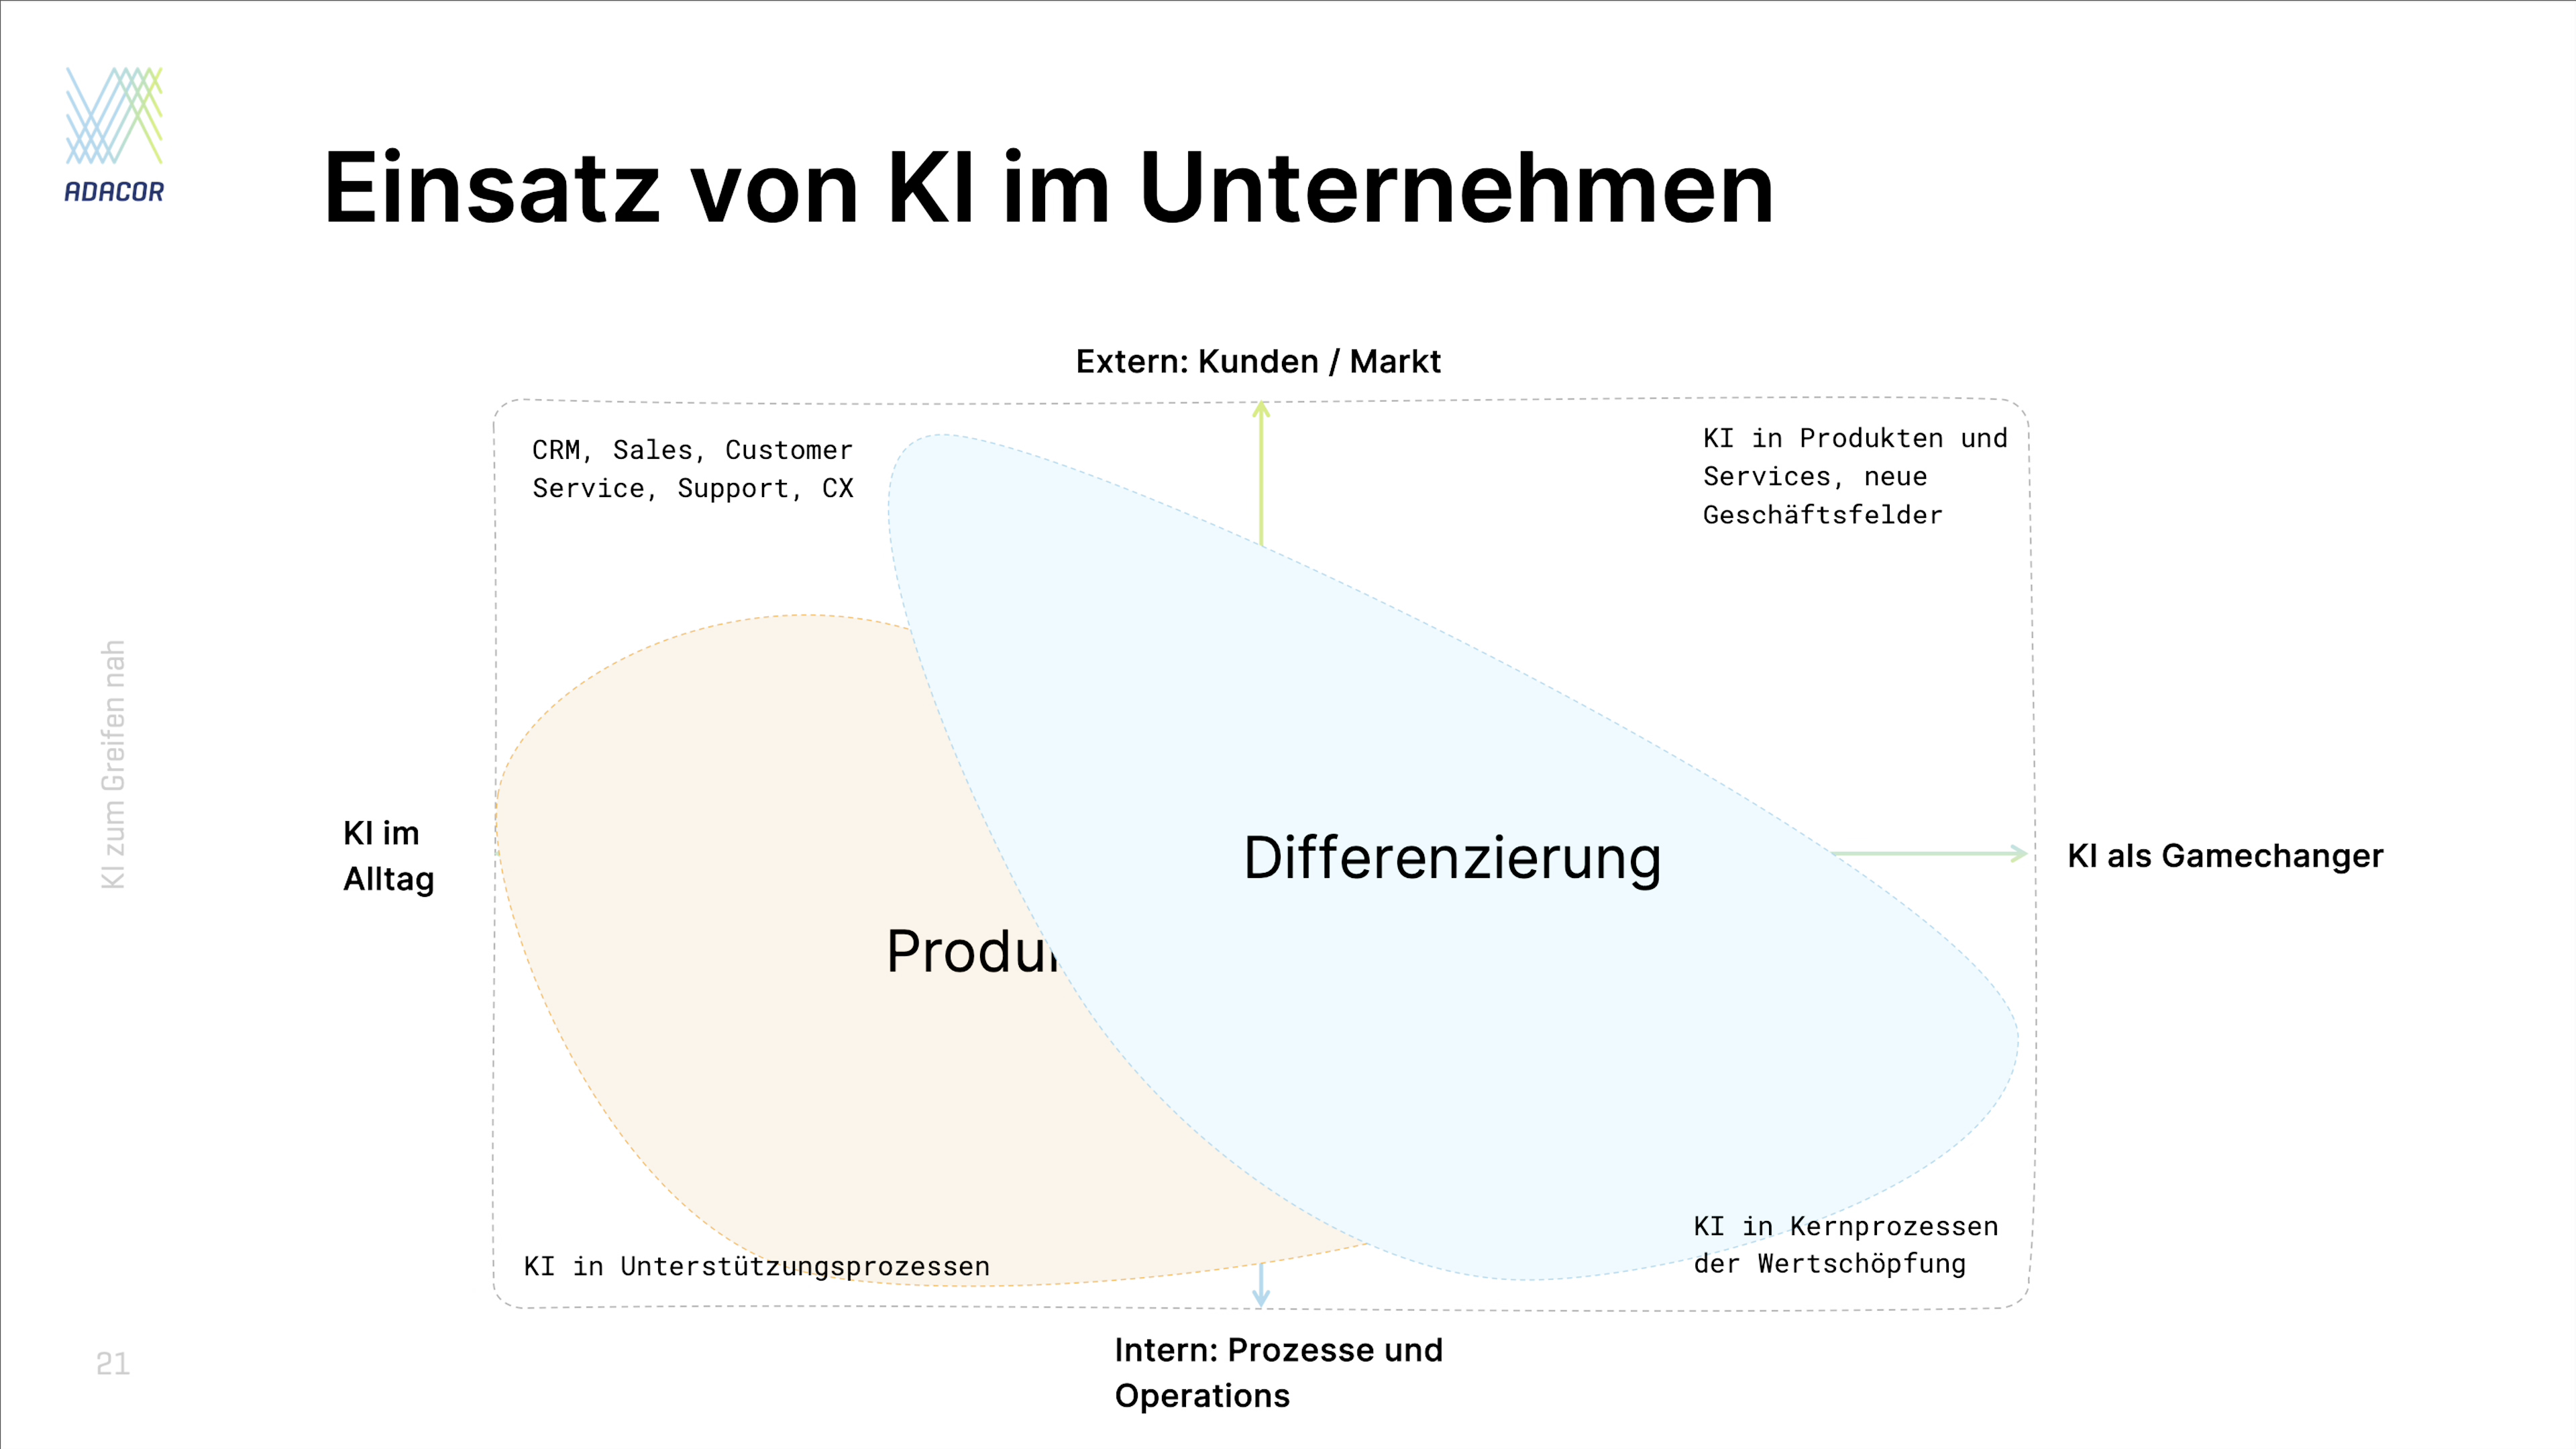 ADACOR
Einsatz von KI im Unternehmen
Extern: Kunden / Markt
CRM, Sales, Customer
Service, Support, CX
KI in Produkten und
Services, neue
Geschäftsfelder
KI zum Greifen nah
KI im
Alltag
Differenzierung
KI als Gamechanger
KI in Unterstützungsprozessen
KI in Kernprozessen
der Wertschöpfung
Intern: Prozesse und
Operations
21